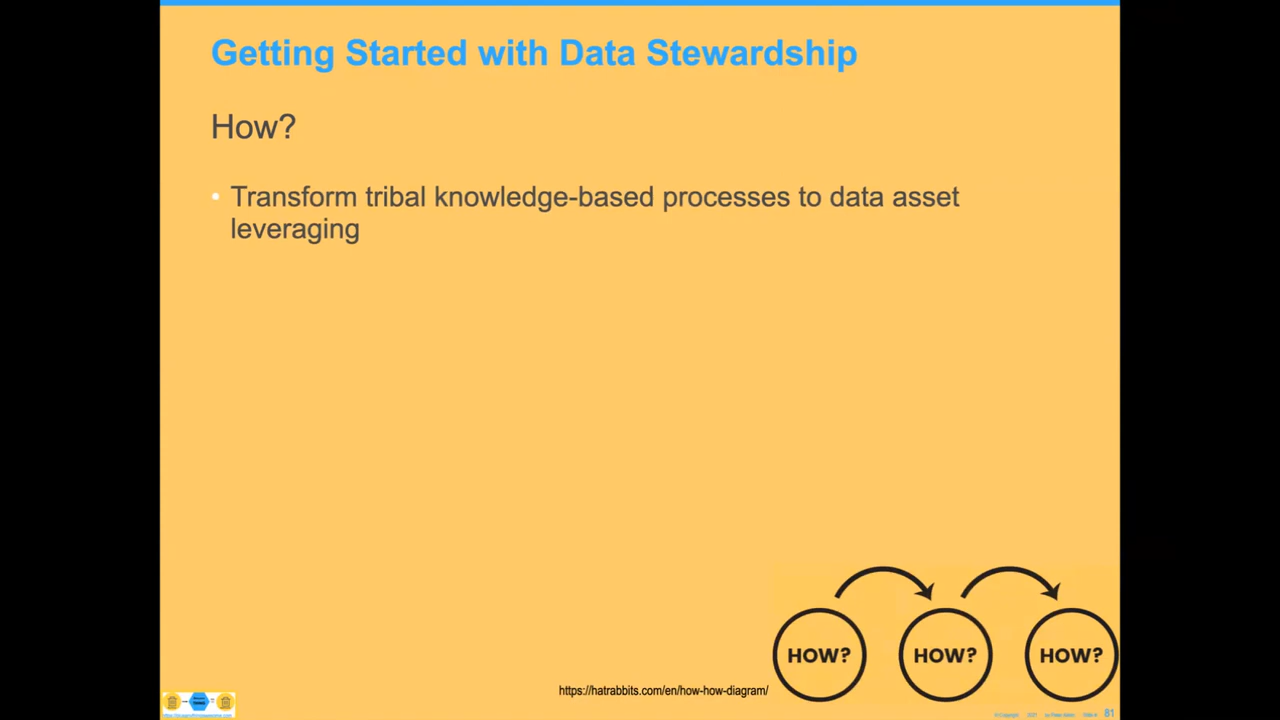 Getting Started with Data Stewardship
How?
• Transform tribal knowledge-based processes to data asset
leveraging
HOW? HOW? HOW?
https://hatrabbits.com/en/how-how-diagram/
81